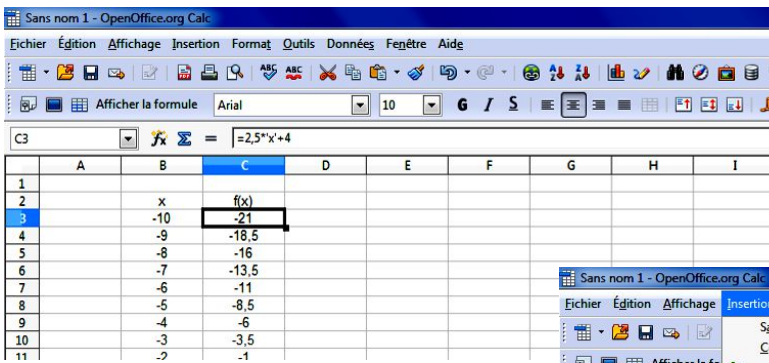 Sans nom 1 - OpenOffice.org Calc
Fichier Édition Affichage Insertion Format Outils Données Fenêtre Aide
ABC ABC
Afficher la formule Arial 10 G I S
C3 fx Σ = =2,5*'x'+4
A B C D E F G H I
1
2 x f(x)
3 -10 -21
4 -9 -18,5
5 -8 -16
6 -7 -13,5
7 -6 -11
8 -5 -8,5
9 -4 -6
10 -3 -3,5
11 -2 -1
Sans nom 1 - OpenOffice.org Calc
Fichier Édition Affichage Insertion